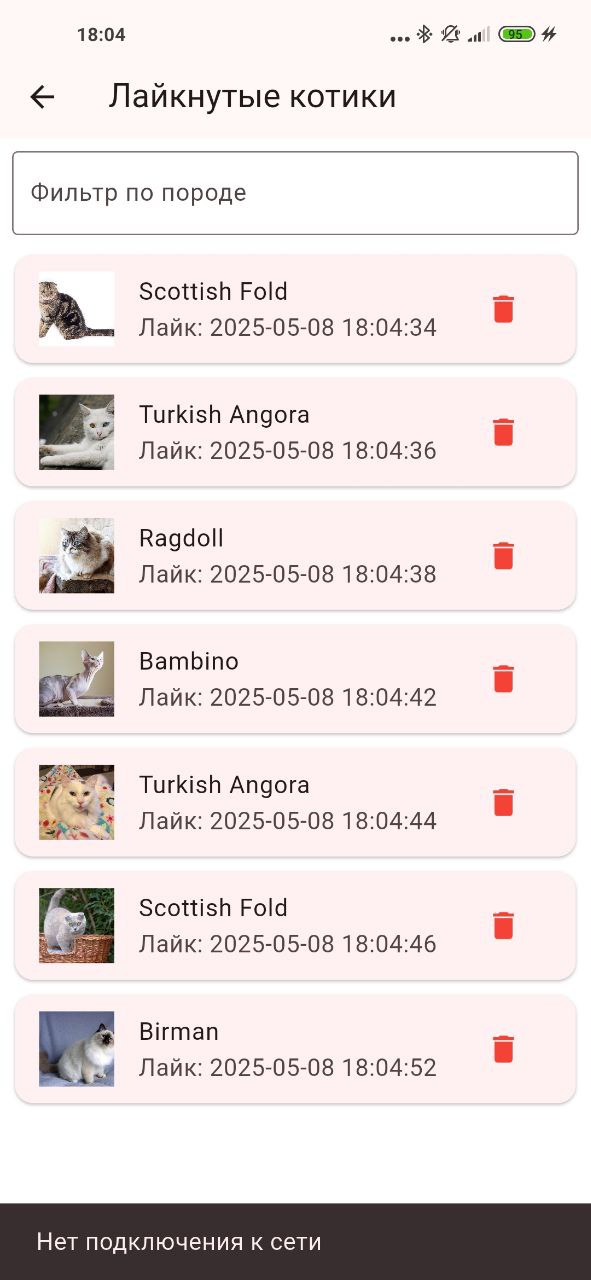 18:04
95
Лайкнутые котики
Фильтр по породе
Scottish Fold
Лайк: 2025-05-08 18:04:34
Turkish Angora
Лайк: 2025-05-08 18:04:36
Ragdoll
Лайк: 2025-05-08 18:04:38
Bambino
Лайк: 2025-05-08 18:04:42
Turkish Angora
Лайк: 2025-05-08 18:04:44
Scottish Fold
Лайк: 2025-05-08 18:04:46
Birman
Лайк: 2025-05-08 18:04:52
Нет подключения к сети